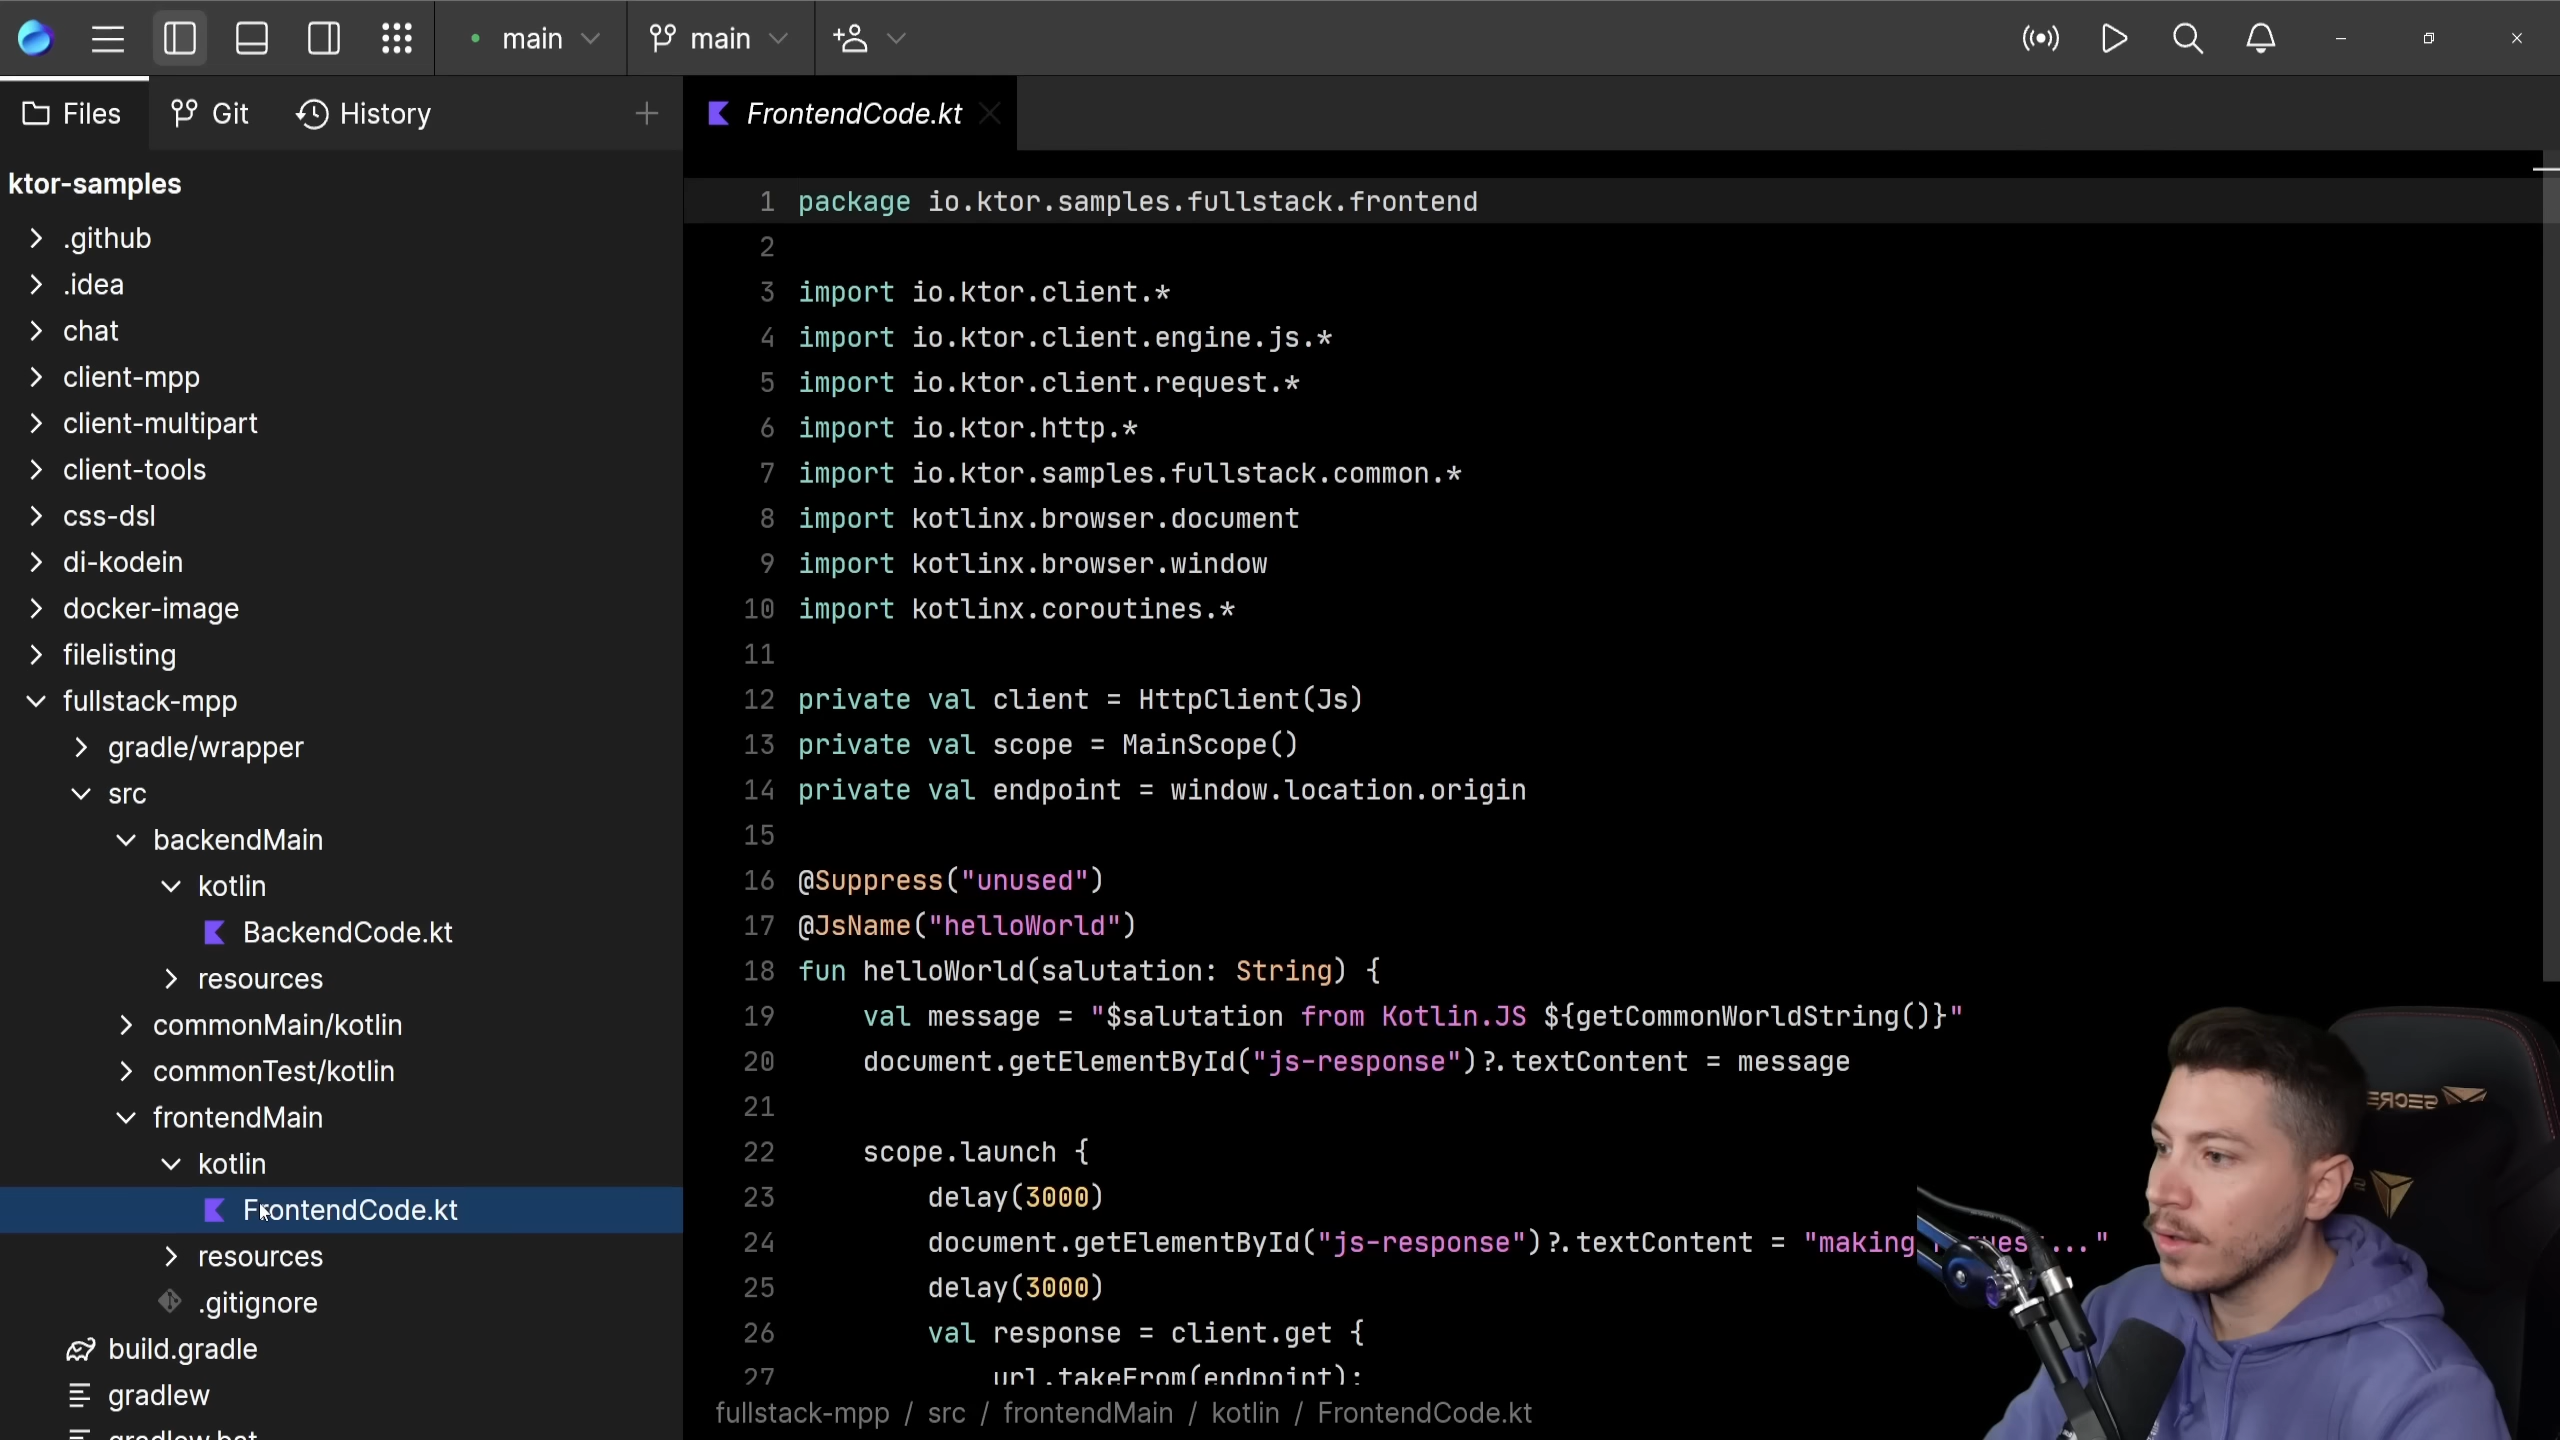 main
main
Files
Git
History
FrontendCode.kt
ktor-samples
.github
.idea
chat
client-mpp
client-multipart
client-tools
css-dsl
di-kodein
docker-image
filelisting
fullstack-mpp
gradle/wrapper
src
backendMain
kotlin
BackendCode.kt
resources
commonMain/kotlin
commonTest/kotlin
frontendMain
kotlin
FrontendCode.kt
resources
.gitignore
build.gradle
gradlew
gradlew.bat
1 package io.ktor.samples.fullstack.frontend
2
3 import io.ktor.client.*
4 import io.ktor.client.engine.js.*
5 import io.ktor.client.request.*
6 import io.ktor.http.*
7 import io.ktor.samples.fullstack.common.*
8 import kotlinx.browser.document
9 import kotlinx.browser.window
10 import kotlinx.coroutines.*
11
12 private val client = HttpClient(Js)
13 private val scope = MainScope()
14 private val endpoint = window.location.origin
15
16 @Suppress("unused")
17 @JsName("helloWorld")
18 fun helloWorld(salutation: String) {
19 val message = "$salutation from Kotlin.JS ${getCommonWorldString()}"
20 document.getElementById("js-response")?.textContent = message
21
22 scope.launch {
23 delay(3000)
24 document.getElementById("js-response")?.textContent = "making ..."
25 delay(3000)
26 val response = client.get {
27 url.takeFrom(endpoint);
fullstack-mpp / src / frontendMain / kotlin / FrontendCode.kt